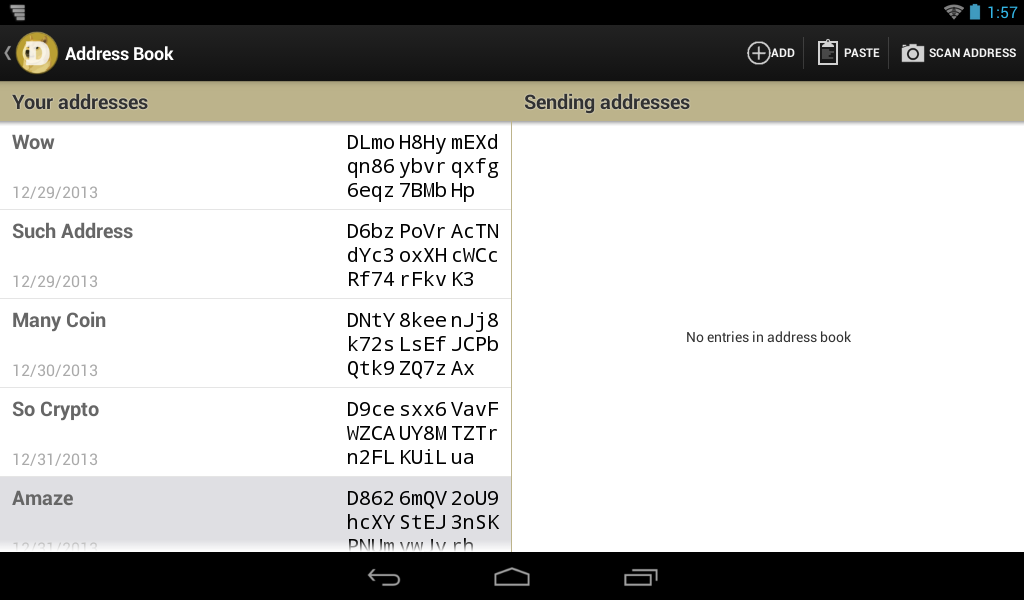 1:57
Address Book
ADD
PASTE
SCAN ADDRESS
Your addresses
Sending addresses
Wow
DLmo H8Hy mEXd
qn86 ybvr qxfg
6eqz 7BMb Hp
12/29/2013
Such Address
D6bz PoVr AcTN
dYc3 oxXH cWCc
Rf74 rFkv K3
12/29/2013
Many Coin
DNtY 8kee nJj8
k72s LsEf JCPb
Qtk9 ZQ7z Ax
12/30/2013
So Crypto
D9ce sxx6 VavF
WZCA UY8M TZTr
n2FL KUiL ua
12/31/2013
Amaze
D862 6mQV 2oU9
hcXY StEJ 3nSK
12/31/2013
No entries in address book